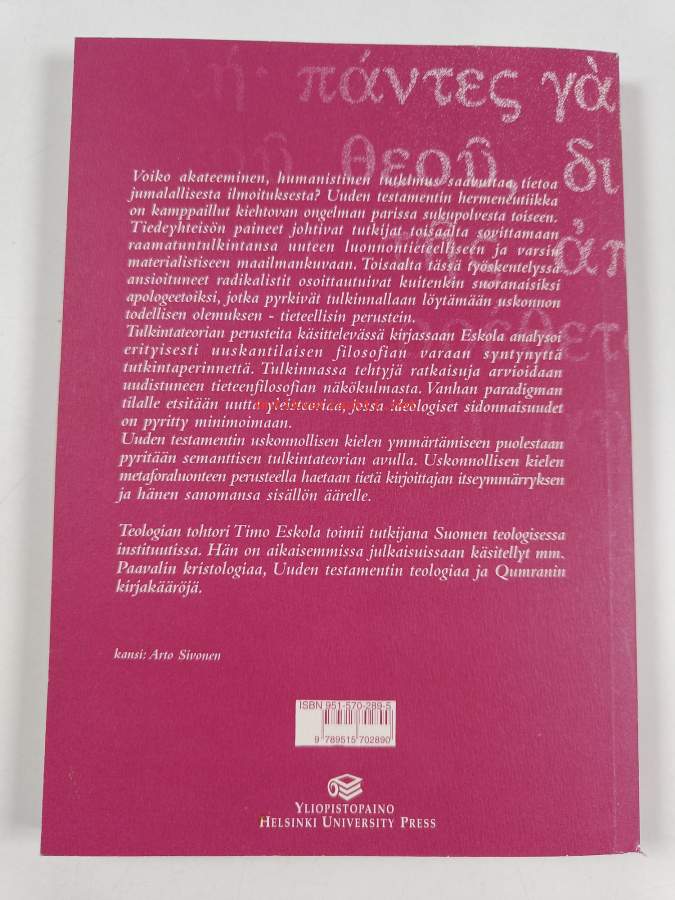 ή· πάντες γὰ
θεοῦ, δι
τῆς ἀπ
Voiko akateeminen, humanistinen tutkimus saavuttaa tietoa
jumalallisesta ilmoituksesta? Uuden testamentin hermeneutiikka
on kamppaillut kiehtovan ongelman parissa sukupolvesta toiseen.
Tiedeyhteisön paineet johtivat tutkijat toisaalta sovittamaan
raamatuntulkintansa uuteen luonnontieteelliseen ja varsin
materialistiseen maailmankuvaan. Toisaalta tässä työskentelyssä
ansioituneet radikalistit osoittautuivat kuitenkin suoranaisiksi
apologeetoiksi, jotka pyrkivät tulkinnallaan löytämään uskonnon
todellisen olemuksen - tieteellisin perustein.
Tulkintateorian perusteita käsittelevässä kirjassaan Eskola analysoi
erityisesti uuskantilaisen filosofian varaan syntynyttä
tutkintaperinnettä. Tulkinnassa tehtyjä ratkaisuja arvioidaan
uudistuneen tieteenfilosofian näkökulmasta. Vanhan paradigman
tilalle etsitään uutta yleisteoriaa, jossa ideologiset sidonnaisuudet
on pyritty minimoimaan.
Uuden testamentin uskonnollisen kielen ymmärtämiseen puolestaan
pyritään semanttisen tulkintateorian avulla. Uskonnollisen kielen
metaforaluonteen perusteella haetaan tietä kirjoittajan itseymmärryksen
ja hänen sanomansa sisällön äärelle.
Teologian tohtori Timo Eskola toimii tutkijana Suomen teologisessa
instituutissa. Hän on aikaisemmissa julkaisuissaan käsitellyt mm.
Paavalin kristologiaa, Uuden testamentin teologiaa ja Qumranin
kirjakääröjä.
kansi: Arto Sivonen
ISBN 951-570-289-5
9 789515 702890
YLIOPISTOPAINO
HELSINKI UNIVERSITY PRESS